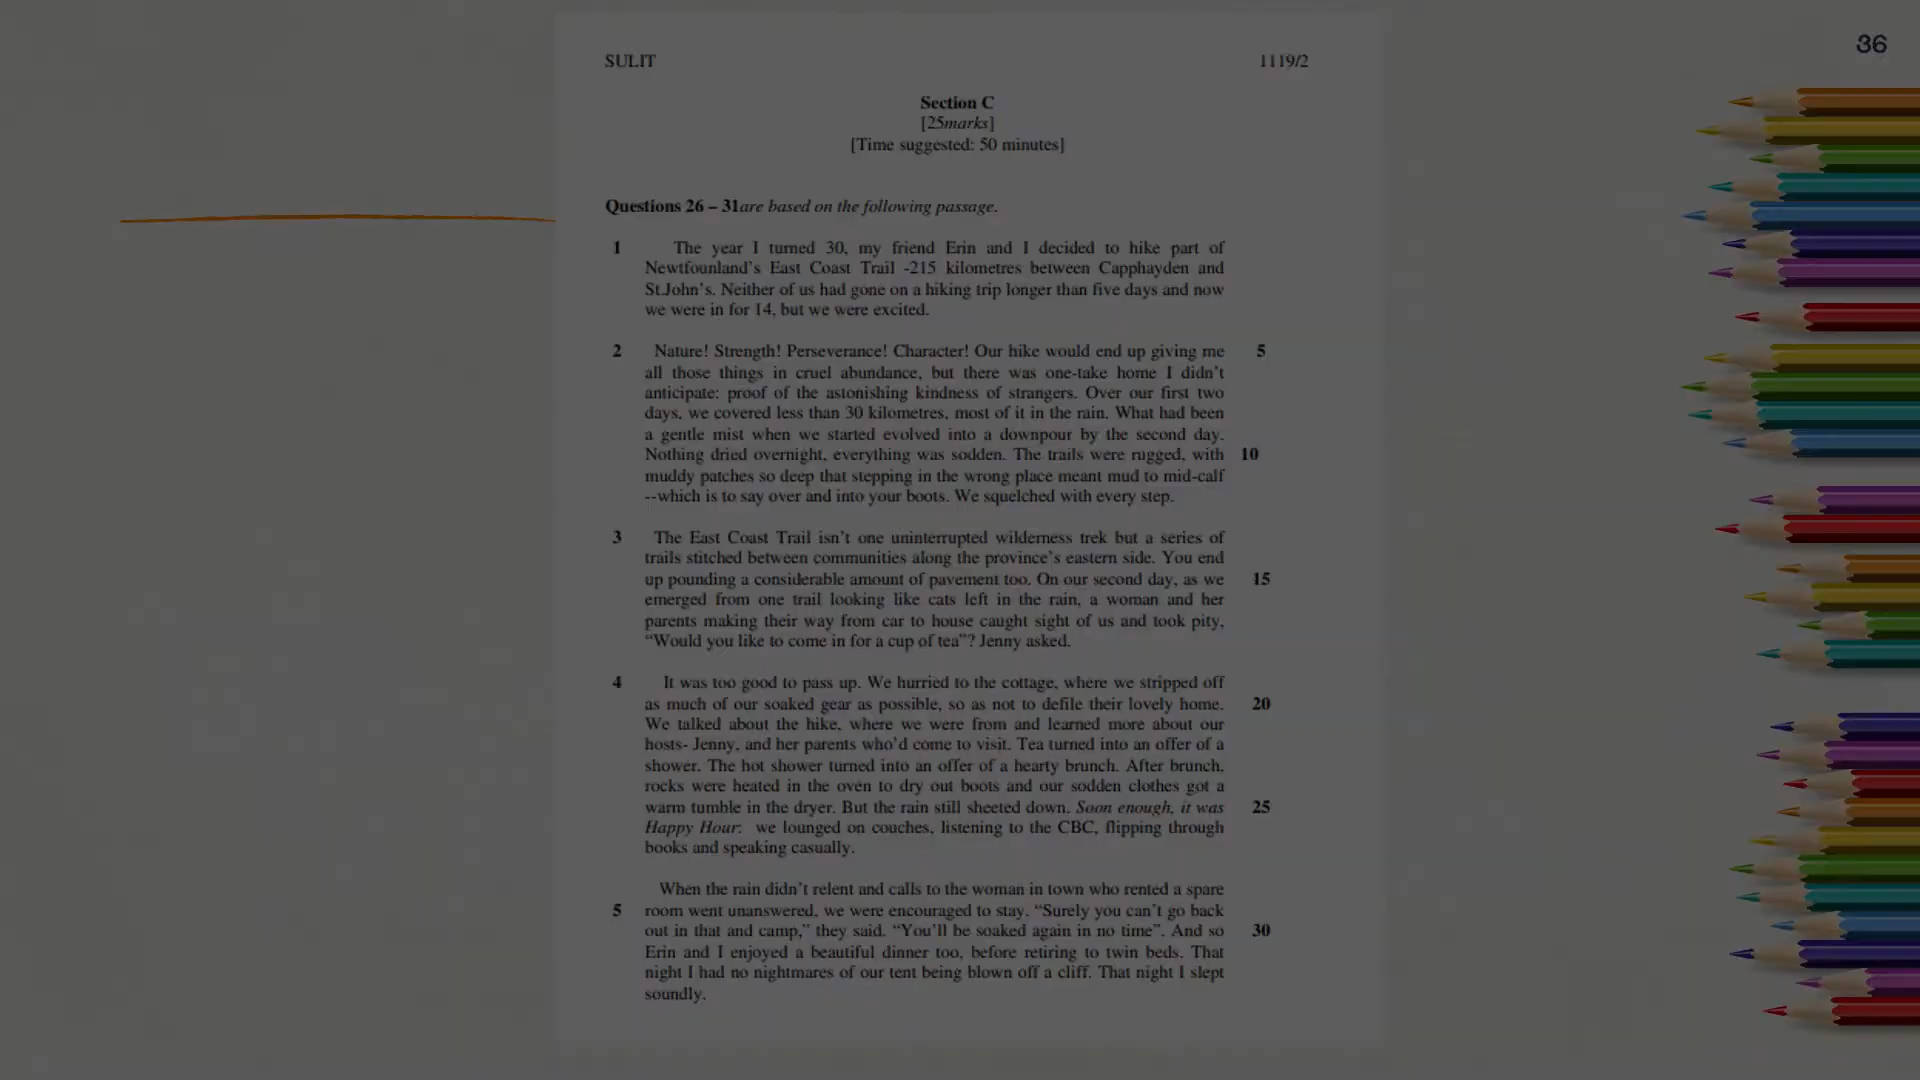 36
SULIT 1119/2
Section C
[25marks]
[Time suggested: 50 minutes]
Questions 26 – 31are based on the following passage.
1 The year I turned 30, my friend Erin and I decided to hike part of
Newtfounland's East Coast Trail -215 kilometres between Capphayden and
St.John's. Neither of us had gone on a hiking trip longer than five days and now
we were in for 14, but we were excited.
2 Nature! Strength! Perseverance! Character! Our hike would end up giving me 5
all those things in cruel abundance, but there was one-take home I didn't
anticipate: proof of the astonishing kindness of strangers. Over our first two
days, we covered less than 30 kilometres, most of it in the rain. What had been
a gentle mist when we started evolved into a downpour by the second day.
Nothing dried overnight, everything was sodden. The trails were rugged, with 10
muddy patches so deep that stepping in the wrong place meant mud to mid-calf
--which is to say over and into your boots. We squelched with every step.
3 The East Coast Trail isn't one uninterrupted wilderness trek but a series of
trails stitched between communities along the province's eastern side. You end
up pounding a considerable amount of pavement too. On our second day, as we 15
emerged from one trail looking like cats left in the rain, a woman and her
parents making their way from car to house caught sight of us and took pity,
“Would you like to come in for a cup of tea”? Jenny asked.
4 It was too good to pass up. We hurried to the cottage, where we stripped off
as much of our soaked gear as possible, so as not to defile their lovely home. 20
We talked about the hike, where we were from and learned more about our
hosts- Jenny, and her parents who'd come to visit. Tea turned into an offer of a
shower. The hot shower turned into an offer of a hearty brunch. After brunch,
rocks were heated in the oven to dry out boots and our sodden clothes got a
warm tumble in the dryer. But the rain still sheeted down. Soon enough, it was 25
Happy Hour: we lounged on couches, listening to the CBC, flipping through
books and speaking casually.
When the rain didn't relent and calls to the woman in town who rented a spare
5 room went unanswered, we were encouraged to stay. “Surely you can't go back
out in that and camp,” they said. “You'll be soaked again in no time”. And so 30
Erin and I enjoyed a beautiful dinner too, before retiring to twin beds. That
night I had no nightmares of our tent being blown off a cliff. That night I slept
soundly.